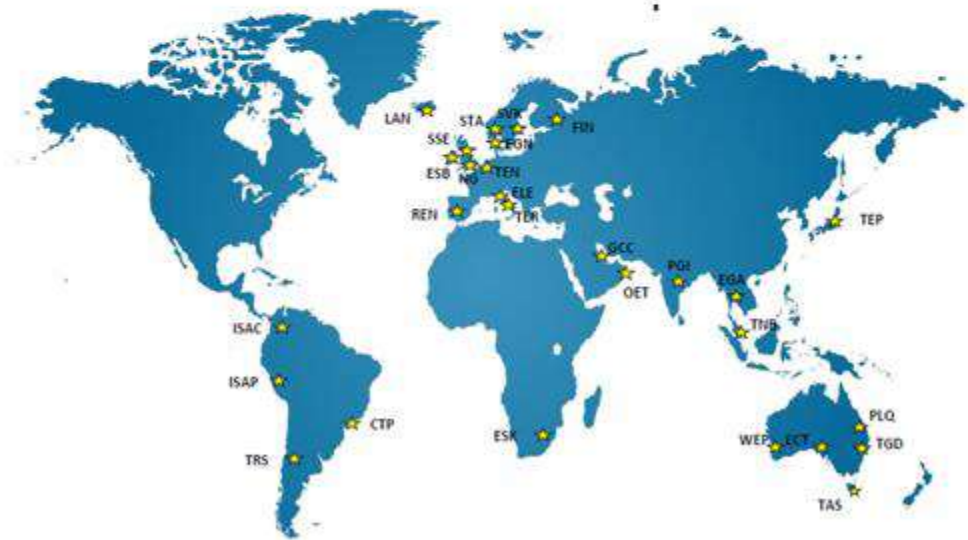 LAN
STA
SVK
FIN
SSE
EGN
ESB
NG
TEN
ELE
REN
TER
TEP
GCC
PGI
OET
EGA
ISAC
TNB
ISAP
CTP
PLQ
ESK
WEP
ECT
TGD
TRS
TAS